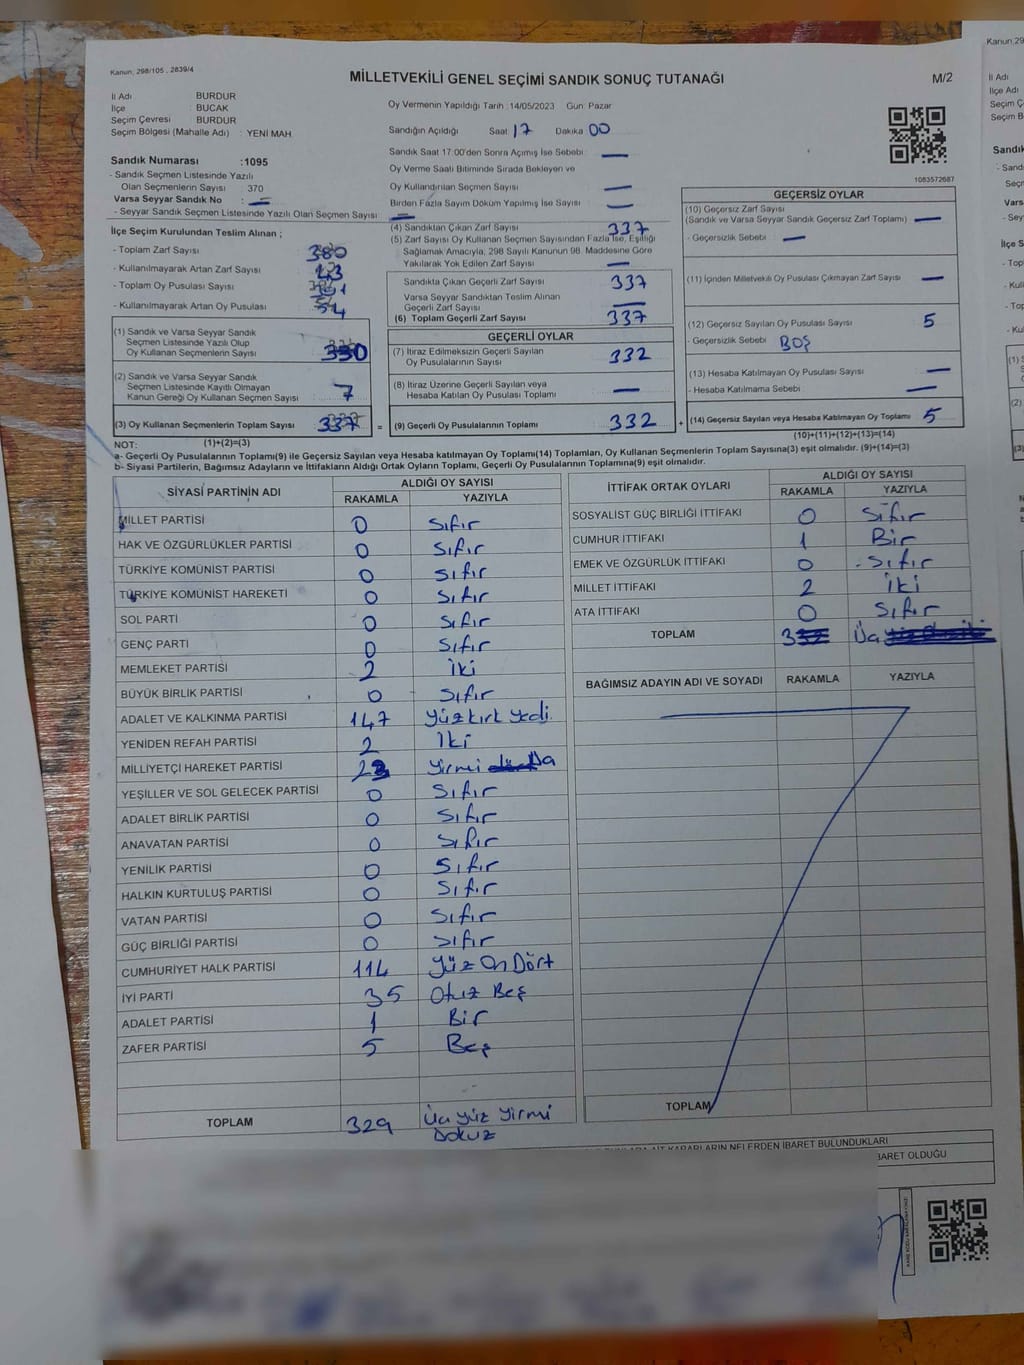 Kanun; 298/105 , 2839/4
MİLLETVEKİLİ GENEL SEÇİMİ SANDIK SONUÇ TUTANAĞI
M/2
İl Adı BURDUR
İlçe : BUCAK
Seçim Çevresi BURDUR
Seçim Bölgesi (Mahalle Adı) : YENİ MAH
Sandık Numarası :1095
- Sandık Seçmen Listesinde Yazılı
Olan Seçmenlerin Sayısı : 370
Varsa Seyyar Sandık No : —
- Seyyar Sandık Seçmen Listesinde Yazılı Olan Seçmen Sayısı : —
İlçe Seçim Kurulundan Teslim Alınan ;
- Toplam Zarf Sayısı 380
- Kullanılmayarak Artan Zarf Sayısı
- Toplam Oy Pusulası Sayısı
- Kullanılmayarak Artan Oy Pusulası 54
(1) Sandık ve Varsa Seyyar Sandık
Seçmen Listesinde Yazılı Olup
Oy Kullanan Seçmenlerin Sayısı 330
(2) Sandık ve Varsa Seyyar Sandık
Seçmen Listesinde Kayıtlı Olmayan
Kanun Gereği Oy Kullanan Seçmen Sayısı 7
(3) Oy Kullanan Seçmenlerin Toplam Sayısı 337 =
Oy Vermenin Yapıldığı Tarih : 14/05/2023 Gün: Pazar
Sandığın Açıldığı Saat 17 Dakika 00
Sandık Saat 17:00'den Sonra Açmış İse Sebebi : —
Oy Verme Saati Bitiminde Sırada Bekleyen ve
Oy Kullandırılan Seçmen Sayısı —
Birden Fazla Sayım Döküm Yapılmış İse Sayısı —
(4) Sandıktan Çıkan Zarf Sayısı 337
(5) Zarf Sayısı Oy Kullanan Seçmen Sayısından Fazla İse, Eşitliği
Sağlamak Amacıyla, 298 Sayılı Kanunun 98. Maddesine Göre
Yakılarak Yok Edilen Zarf Sayısı —
Sandıkta Çıkan Geçerli Zarf Sayısı 337
Varsa Seyyar Sandıktan Teslim Alınan
Geçerli Zarf Sayısı —
(6) Toplam Geçerli Zarf Sayısı 337
GEÇERLİ OYLAR
(7) İtiraz Edilmeksizin Geçerli Sayılan
Oy Pusulalarının Sayısı 332
(8) İtiraz Üzerine Geçerli Sayılan veya
Hesaba Katılan Oy Pusulası Toplamı —
(9) Geçerli Oy Pusulalarının Toplamı 332 +
1083572687
GEÇERSİZ OYLAR
(10) Geçersiz Zarf Sayısı
(Sandık ve Varsa Seyyar Sandık Geçersiz Zarf Toplamı) —
- Geçersizlik Sebebi : —
(11) İçinden Milletvekili Oy Pusulası Çıkmayan Zarf Sayısı —
(12) Geçersiz Sayılan Oy Pusulası Sayısı 5
- Geçersizlik Sebebi : BOŞ
(13) Hesaba Katılmayan Oy Pusulası Sayısı —
- Hesaba Katılmama Sebebi : —
(14) Geçersiz Sayılan veya Hesaba Katılmayan Oy Toplamı 5
NOT: (1)+(2)=(3)
(10)+(11)+(12)+(13)=(14)
a- Geçerli Oy Pusulasının Toplamı(9) ile Geçersiz Sayılan veya Hesaba katılmayan Oy Toplamı(14) Toplamları, Oy Kullanan Seçmenlerin Toplam Sayısına(3) eşit olmalıdır. (9)+(14)=(3)
b- Siyasi Partilerin, Bağımsız Adayların ve İttifakların Aldığı Ortak Oyların Toplamı, Geçerli Oy Pusulalarının Toplamına(9) eşit olmalıdır.
SİYASİ PARTİNİN ADI ALDIĞI OY SAYISI
RAKAMLA YAZIYLA
MİLLET PARTİSİ 0 Sıfır
HAK VE ÖZGÜRLÜKLER PARTİSİ 0 Sıfır
TÜRKİYE KOMÜNİST PARTİSİ 0 Sıfır
TÜRKİYE KOMÜNİST HAREKETİ 0 Sıfır
SOL PARTİ 0 Sıfır
GENÇ PARTİ 0 Sıfır
MEMLEKET PARTİSİ 2 İki
BÜYÜK BİRLİK PARTİSİ 0 Sıfır
ADALET VE KALKINMA PARTİSİ 147 Yüz kırk yedi
YENİDEN REFAH PARTİSİ 2 İki
MİLLİYETÇİ HAREKET PARTİSİ 23 Yirmi
YEŞİLLER VE SOL GELECEK PARTİSİ 0 Sıfır
ADALET BİRLİK PARTİSİ 0 Sıfır
ANAVATAN PARTİSİ 0 Sıfır
YENİLİK PARTİSİ 0 Sıfır
HALKIN KURTULUŞ PARTİSİ 0 Sıfır
VATAN PARTİSİ 0 Sıfır
GÜÇ BİRLİĞİ PARTİSİ 0 Sıfır
CUMHURİYET HALK PARTİSİ 114 Yüz On Dört
İYİ PARTİ 35 Otuz Beş
ADALET PARTİSİ 1 Bir
ZAFER PARTİSİ 5 Beş
TOPLAM 329 Üç yüz yirmi
Dokuz
İTTİFAK ORTAK OYLARI ALDIĞI OY SAYISI
RAKAMLA YAZIYLA
SOSYALİST GÜÇ BİRLİĞİ İTTİFAKI 0 Sıfır
CUMHUR İTTİFAKI 1 Bir
EMEK VE ÖZGÜRLÜK İTTİFAKI 0 Sıfır
MİLLET İTTİFAKI 2 İki
ATA İTTİFAKI 0 Sıfır
TOPLAM 3 Üç
BAĞIMSIZ ADAYIN ADI VE SOYADI RAKAMLA YAZIYLA
TOPLAM
KARARLARIN NELERDEN İBARET BULUNDUKLARI
İBARET OLDUĞU
Kanun,29
İl Adı
İlçe Adı
Seçim Ç
Seçim B
Sandık